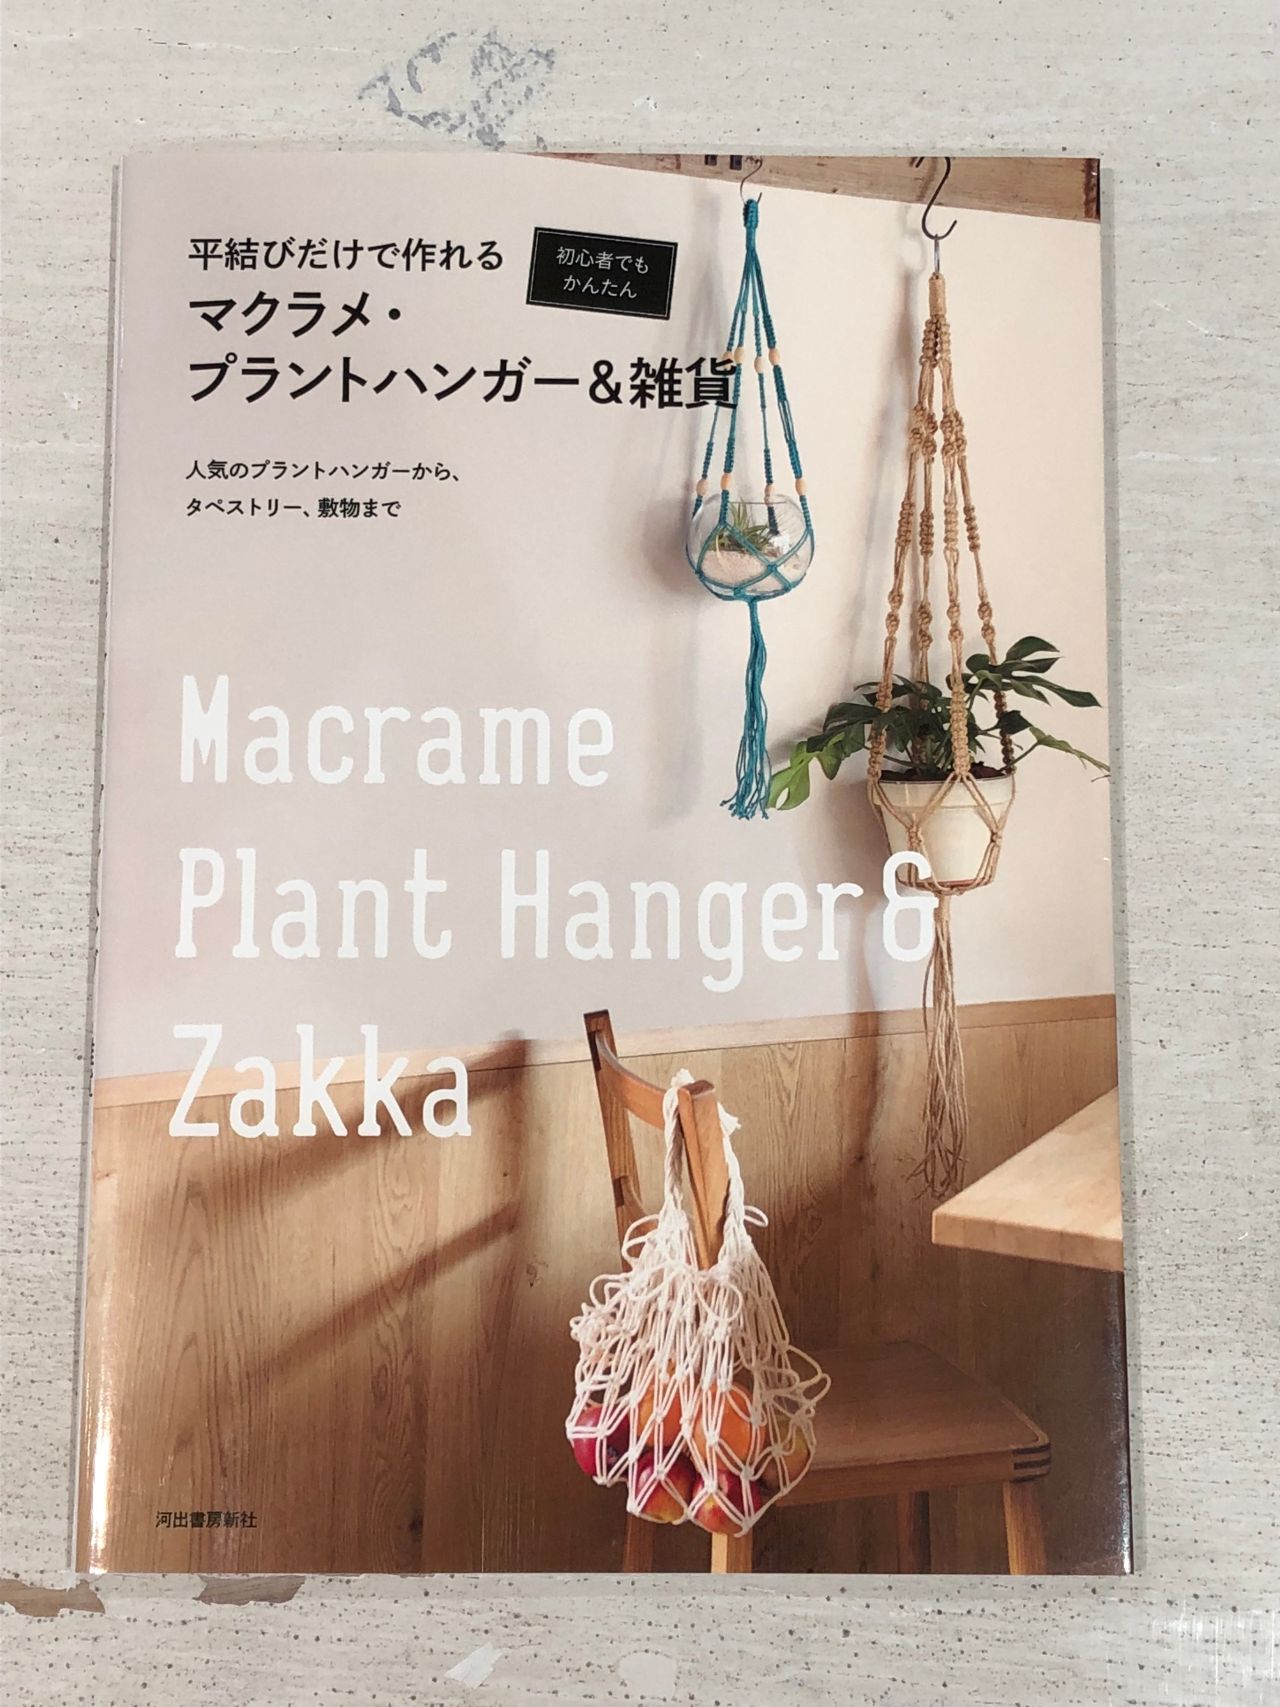 平結びだけで作れる
マクラメ・
プラントハンガー&雑貨
初心者でも
かんたん
人気のプラントハンガーから、
タペストリー、敷物まで
Macrame
Plant Hanger &
Zakka
河出書房新社